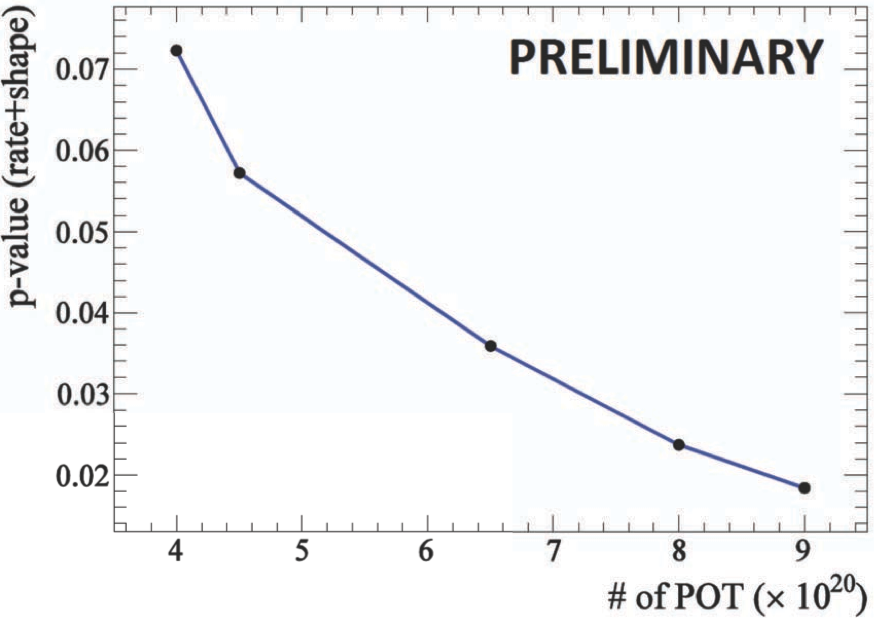 PRELIMINARY
p-value (rate+shape)
0.07
0.06
0.05
0.04
0.03
0.02
4 5 6 7 8 9
# of POT (× 10²⁰)